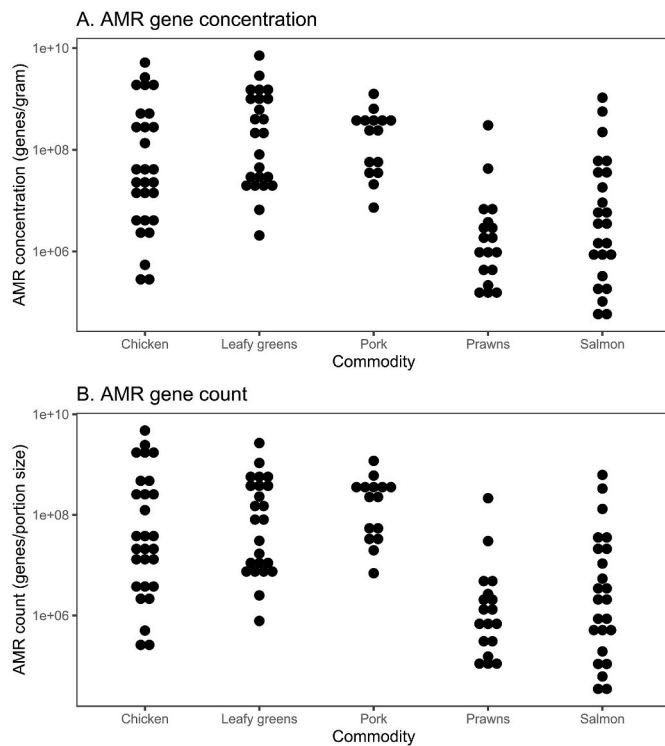 A. AMR gene concentration
AMR concentration (genes/gram)
1e+10
1e+08
1e+06
Chicken Leafy greens Pork Prawns Salmon
Commodity
B. AMR gene count
AMR count (genes/portion size)
1e+10
1e+08
1e+06
Chicken Leafy greens Pork Prawns Salmon
Commodity